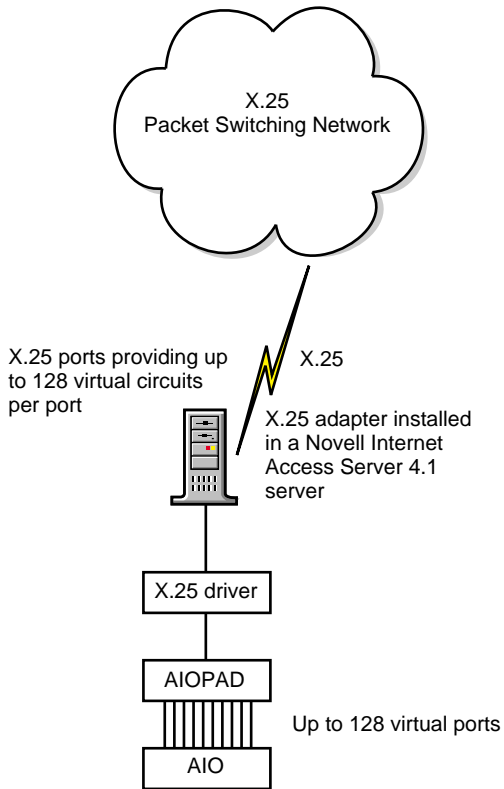 X.25
Packet Switching Network
X.25 ports providing up
to 128 virtual circuits
per port
X.25
X.25 adapter installed
in a Novell Internet
Access Server 4.1
server
X.25 driver
AIOPAD
Up to 128 virtual ports
AIO